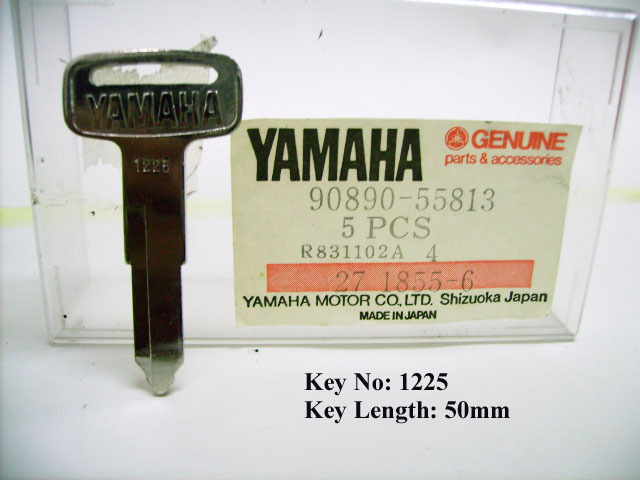 YAMAHA
1225
YAMAHA
GENUINE
parts & accessories
90890-55813
5 PCS
R831102A 4
27 1855-6
YAMAHA MOTOR CO., LTD. Shizuoka Japan
MADE IN JAPAN
Key No: 1225
Key Length: 50mm